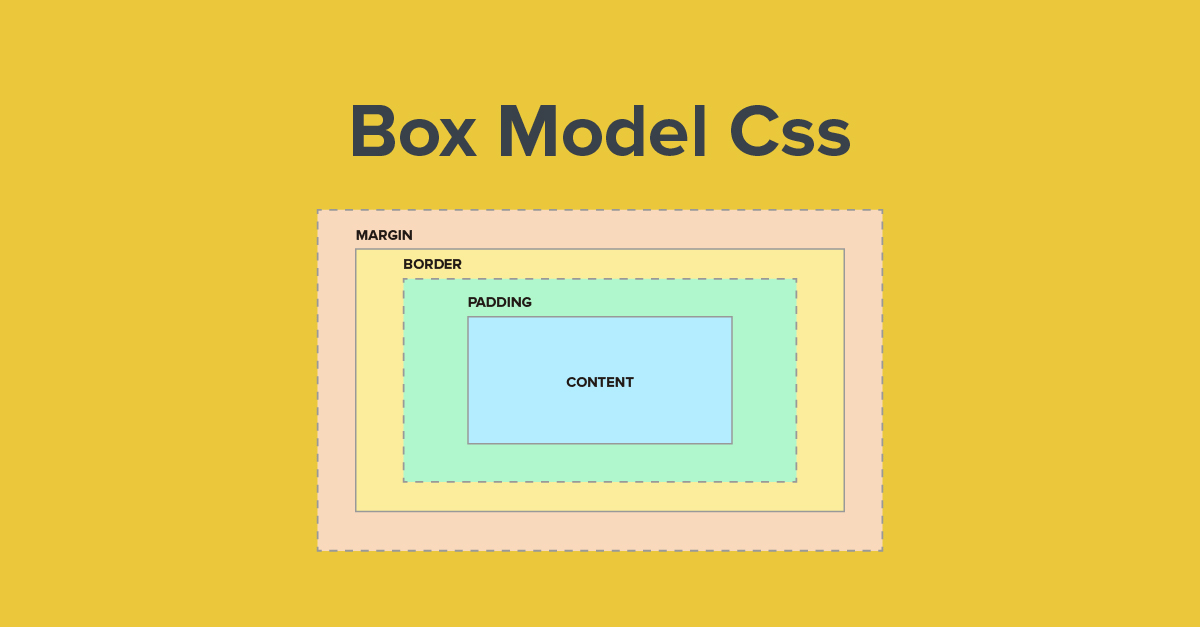 Box Model Css
MARGIN
BORDER
PADDING
CONTENT